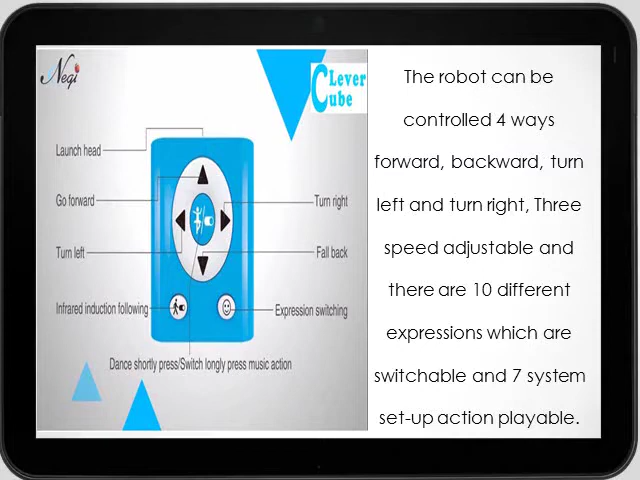 Neqi
CLever
Cube
Launch head
Go forward
Turn right
Turn left
Fall back
Infrared induction following
Expression switching
Dance shortly press/Switch longly press music action
The robot can be
controlled 4 ways
forward, backward, turn
left and turn right, Three
speed adjustable and
there are 10 different
expressions which are
switchable and 7 system
set-up action playable.